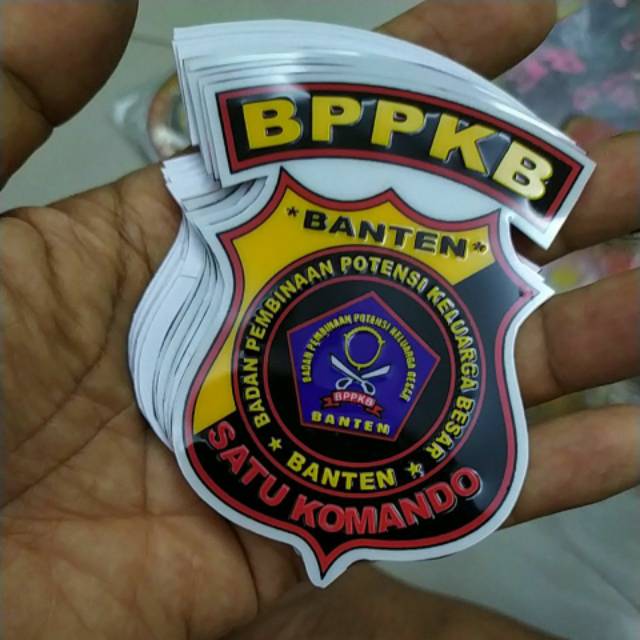 BPPKB
BANTEN
BADAN PEMBINAAN POTENSI KELUARGA BESAR
BADAN PEMBINAAN POTENSI KELUARGA BESAR
BPPKB
BANTEN
BANTEN
SATU KOMANDO